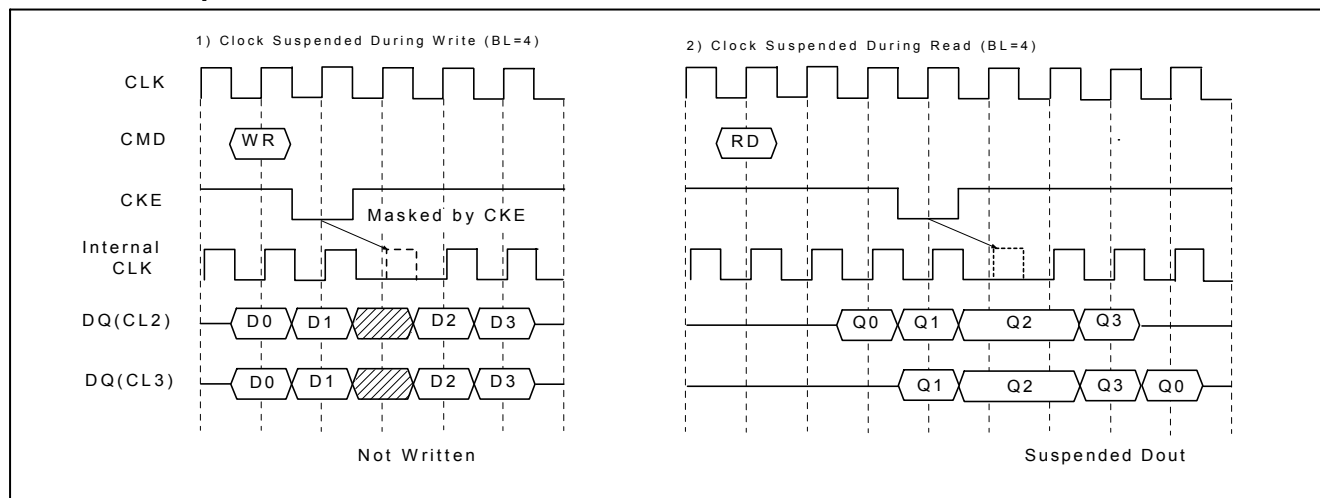 1) Clock Suspended During Write (BL=4)
2) Clock Suspended During Read (BL=4)
CLK
CMD
WR
RD
CKE
Masked by CKE
Internal
CLK
DQ(CL2)
D0 D1 D2 D3
Q0 Q1 Q2 Q3
DQ(CL3)
D0 D1 D2 D3
Q1 Q2 Q3 Q0
Not Written
Suspended Dout